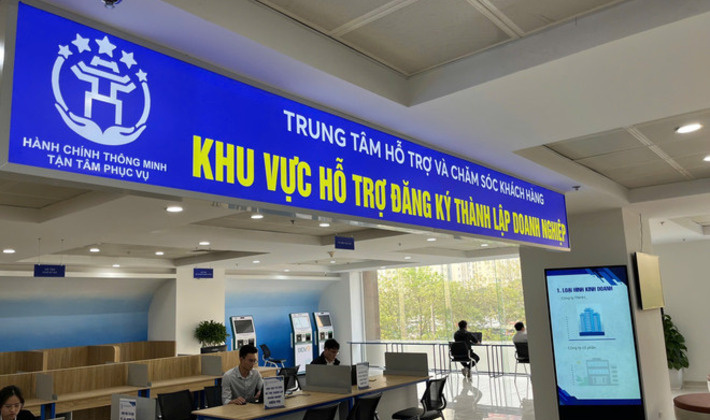 TRUNG TÂM HỖ TRỢ VÀ CHĂM SÓC KHÁCH HÀNG
KHU VỰC HỖ TRỢ ĐĂNG KÝ THÀNH LẬP DOANH NGHIỆP
HÀNH CHÍNH THÔNG MINH
TẬN TÂM PHỤC VỤ
1. LOẠI HÌNH KINH DOANH